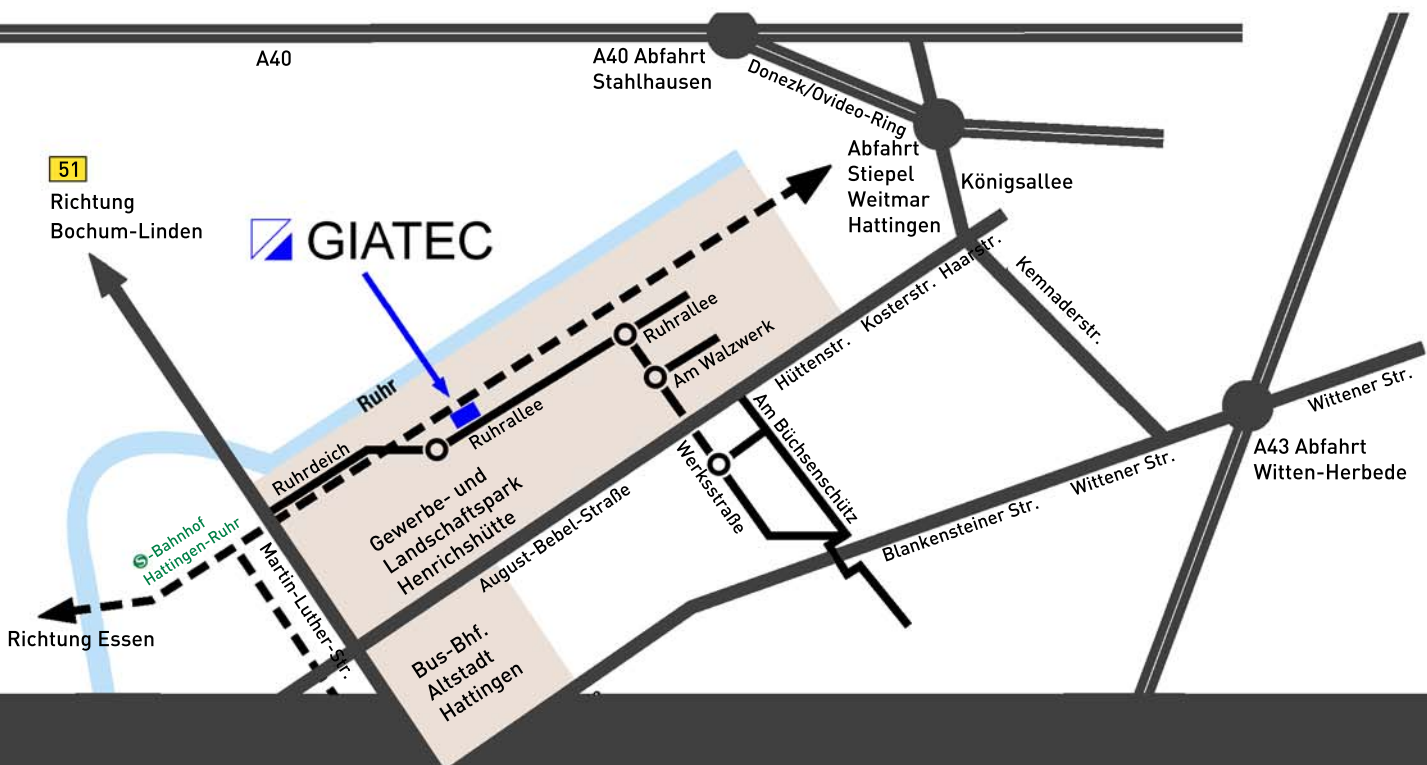 A40
A40 Abfahrt
Stahlhausen
Donezk/Ovideo-Ring
51
Richtung
Bochum-Linden
GIATEC
Abfahrt
Stiepel
Weitmar
Hattingen
Königsallee
Haarstr.
Kosterstr.
Hüttenstr.
Kemnaderstr.
Ruhr
Ruhrallee
Am Walzwerk
Ruhrallee
Ruhrdeich
Am Büchsenschütz
Werksstraße
Gewerbe- und
Landschaftspark
Henrichshütte
August-Bebel-Straße
Wittener Str.
A43 Abfahrt
Witten-Herbede
Wittener Str.
Blankensteiner Str.
S-Bahnhof
Hattingen-Ruhr
Martin-Luther-Str.
Richtung Essen
Bus-Bhf.
Altstadt
Hattingen